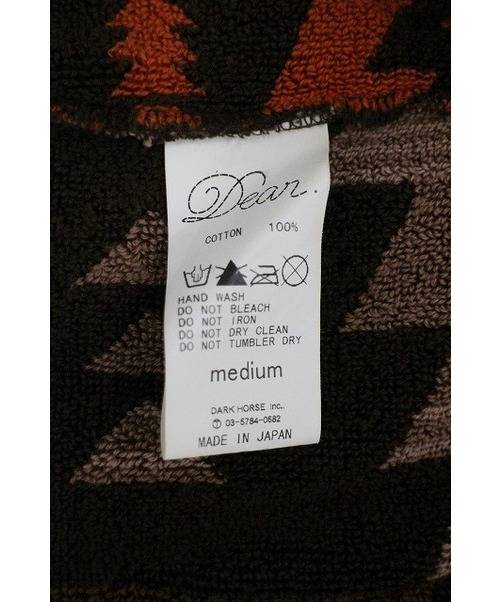 Dear.
COTTON 100%
HAND WASH
DO NOT BLEACH
DO NOT IRON
DO NOT DRY CLEAN
DO NOT TUMBLER DRY
medium
DARK HORSE Inc..
03-5784-0682
MADE IN JAPAN